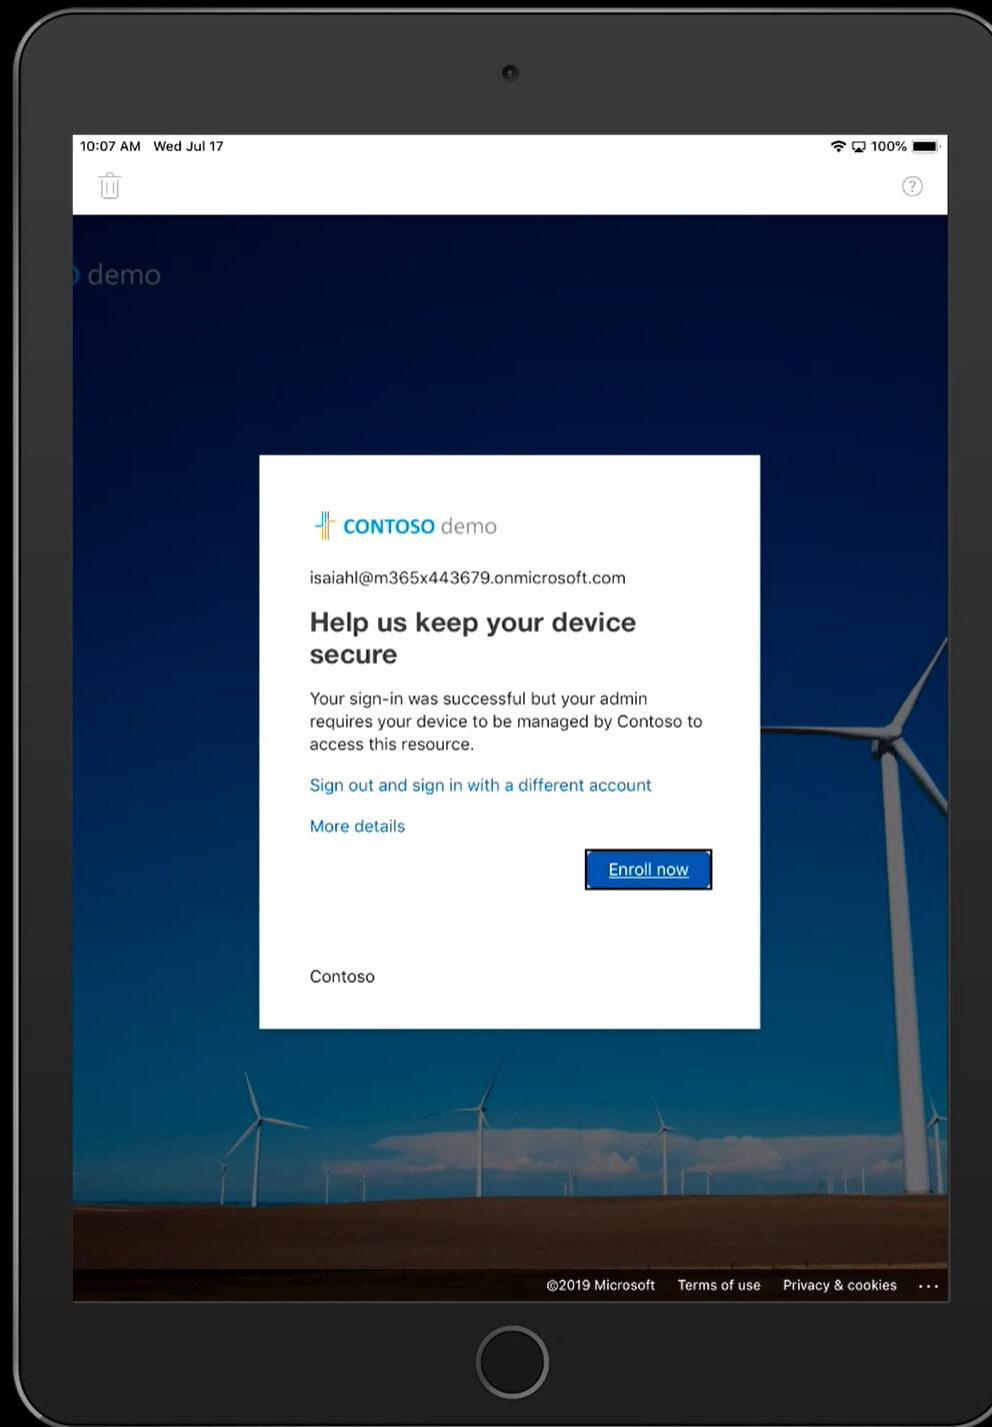 10:07 AM Wed Jul 17
100%
?
demo
CONTOSO demo
isaiahl@m365x443679.onmicrosoft.com
Help us keep your device
secure
Your sign-in was successful but your admin
requires your device to be managed by Contoso to
access this resource.
Sign out and sign in with a different account
More details
Enroll now
Contoso
©2019 Microsoft Terms of use Privacy & cookies ...